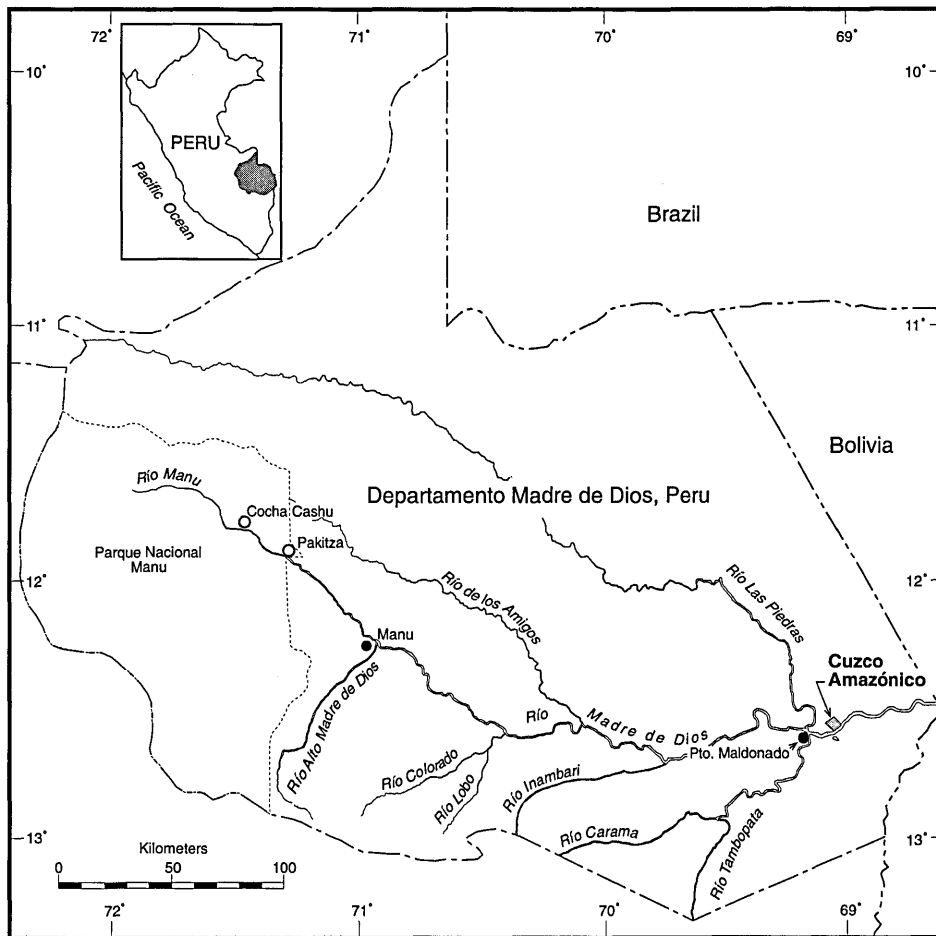 72°
71°
70°
69°
10°
10°
PERU
Pacific Ocean
Brazil
11°
11°
Bolivia
Río Manu
Departamento Madre de Dios, Peru
Cocha Cashu
Pakitza
Parque Nacional
Manu
12°
12°
Río de los Amigos
Río Las Piedras
Manu
Cuzco
Amazónico
Río Alto Madre de Dios
Río
Madre de Dios
Pto. Maldonado
Río Colorado
Río Lobo
Río Inambari
Río Carama
Río Tambopata
13°
13°
Kilometers
0
50
100
72°
71°
70°
69°